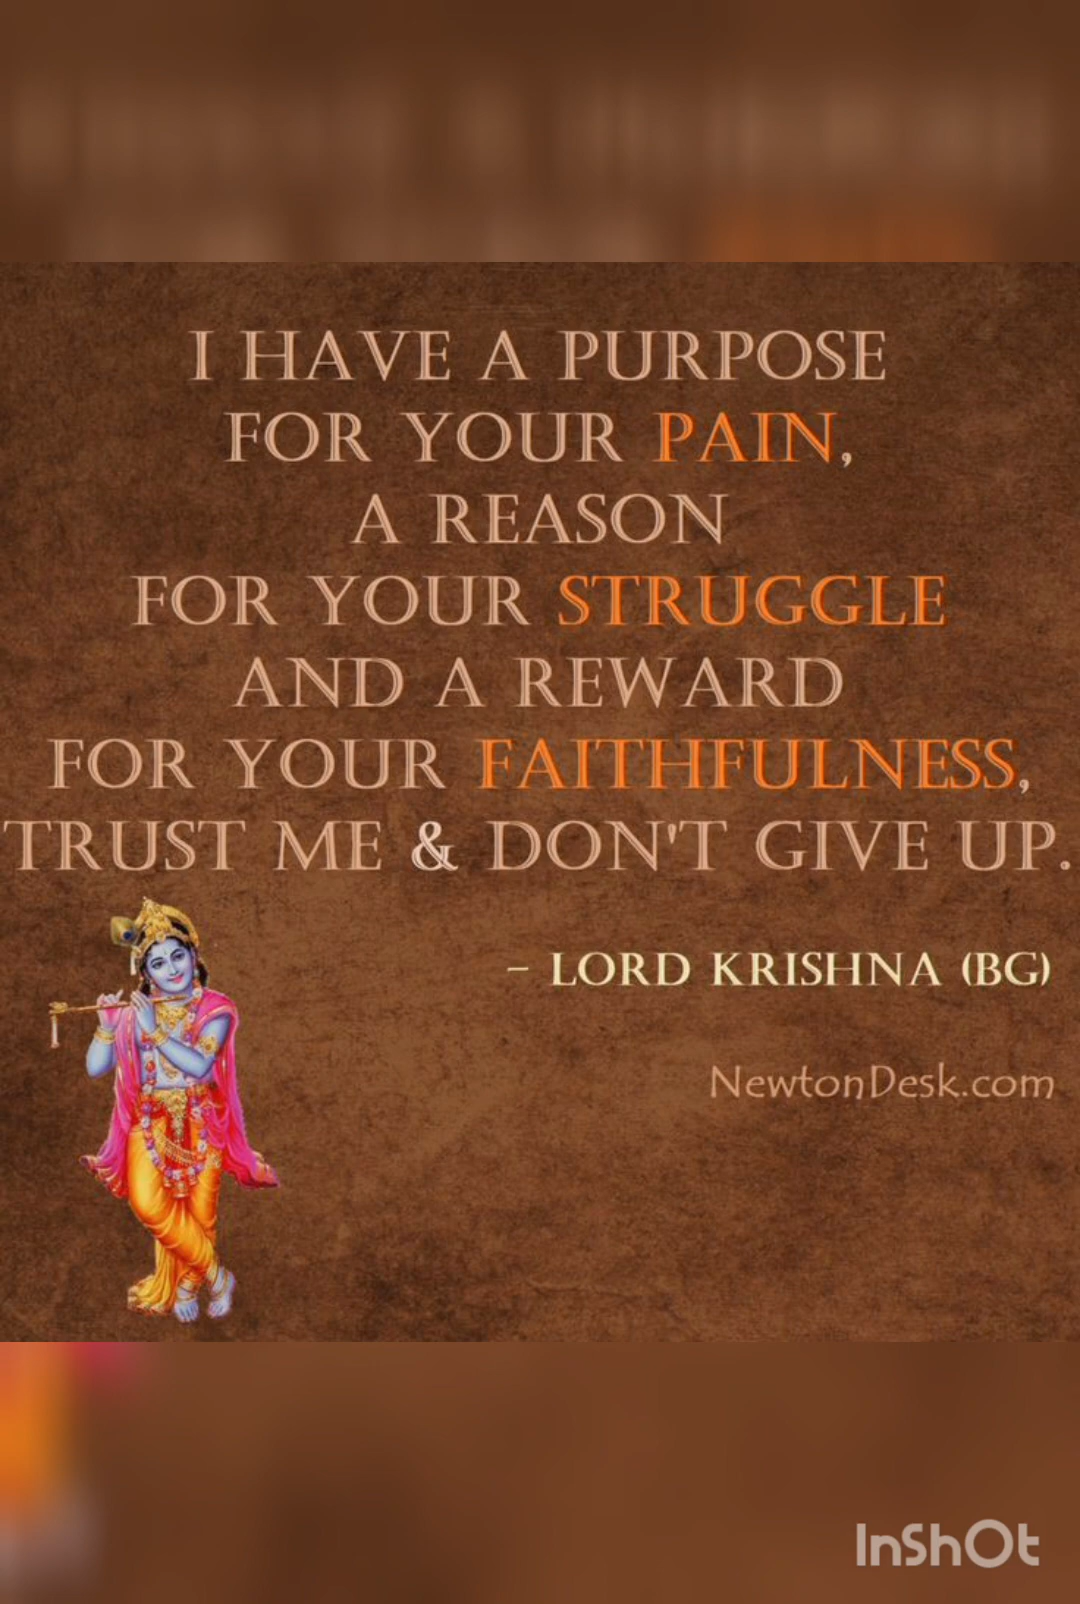 I HAVE A PURPOSE
FOR YOUR PAIN,
A REASON
FOR YOUR STRUGGLE
AND A REWARD
FOR YOUR FAITHFULNESS,
TRUST ME & DON'T GIVE UP.
– LORD KRISHNA (BG)
NewtonDesk.com
InShOt